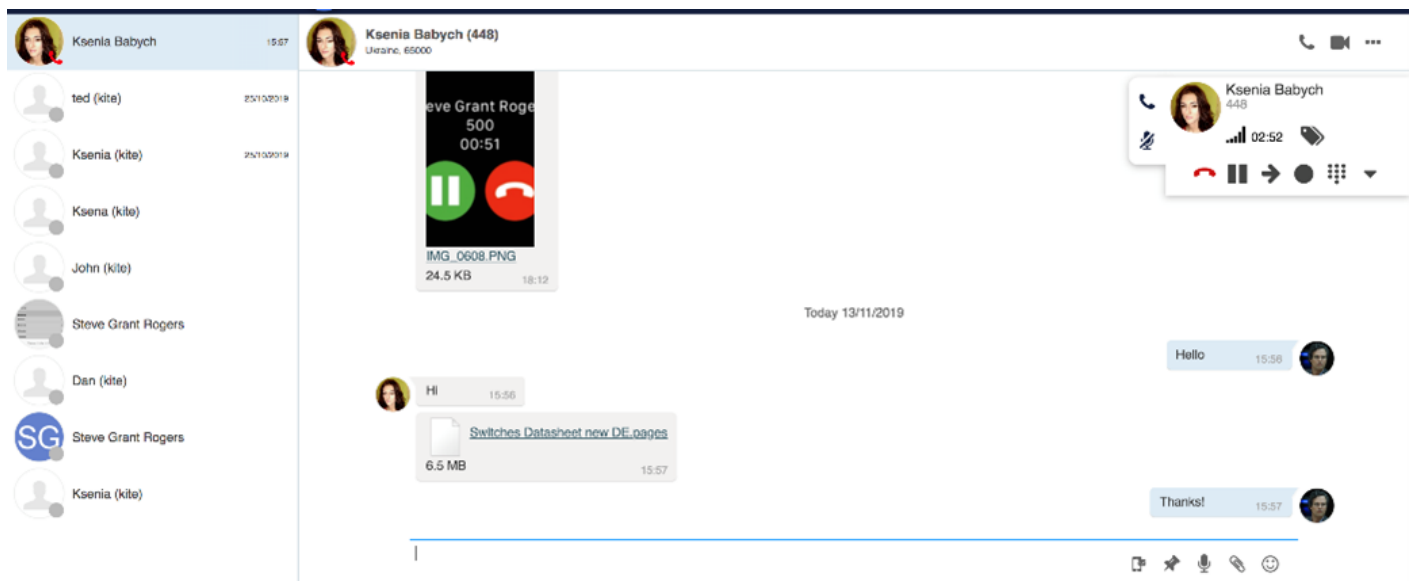 Ksenia Babych
15:57
ted (kite)
25/10/2019
Ksenia (kite)
25/10/2019
Ksena (kite)
John (kite)
Steve Grant Rogers
Dan (kite)
SG
Steve Grant Rogers
Ksenia (kite)
Ksenia Babych (448)
Ukraine, 65000
eve Grant Roge
500
00:51
IMG_0608.PNG
24.5 KB
18:12
Today 13/11/2019
Hello
15:56
Hi
15:56
Switches Datasheet new DE.pages
6.5 MB
15:57
Thanks!
15:57
Ksenia Babych
448
02:52